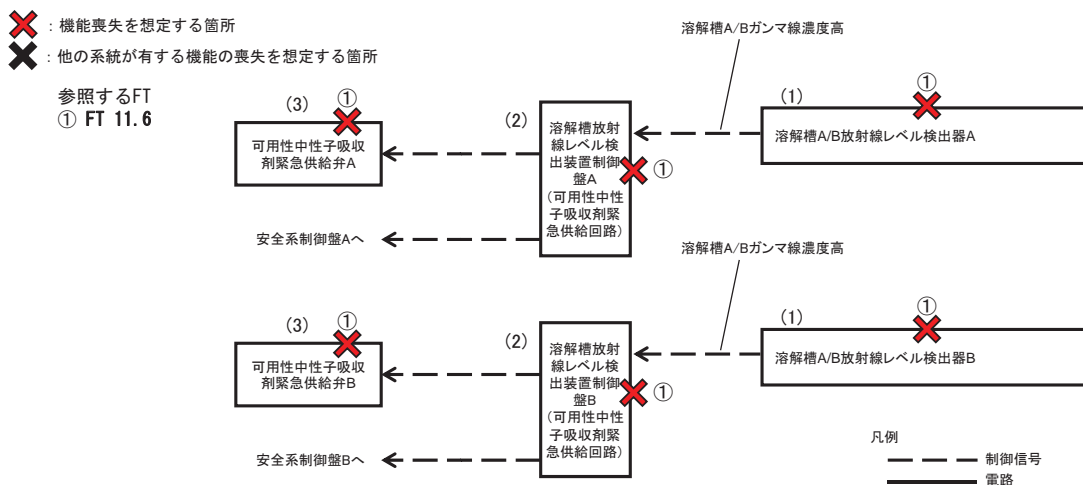 ：機能喪失を想定する箇所
：他の系統が有する機能の喪失を想定する箇所
参照するFT
① FT 11.6
溶解槽A/Bガンマ線濃度高
(1)
①
溶解槽A/B放射線レベル検出器A
(2)
溶解槽放射
線レベル検
出装置制御
盤A
(可用性中性
子吸収剤緊
急供給回路)
①
(3)
①
可用性中性子吸収
剤緊急供給弁A
安全系制御盤Aへ
溶解槽A/Bガンマ線濃度高
(1)
①
溶解槽A/B放射線レベル検出器B
(2)
溶解槽放射
線レベル検
出装置制御
盤B
(可用性中性
子吸収剤緊
急供給回路)
①
(3)
①
可用性中性子吸収
剤緊急供給弁B
安全系制御盤Bへ
凡例
制御信号
電路